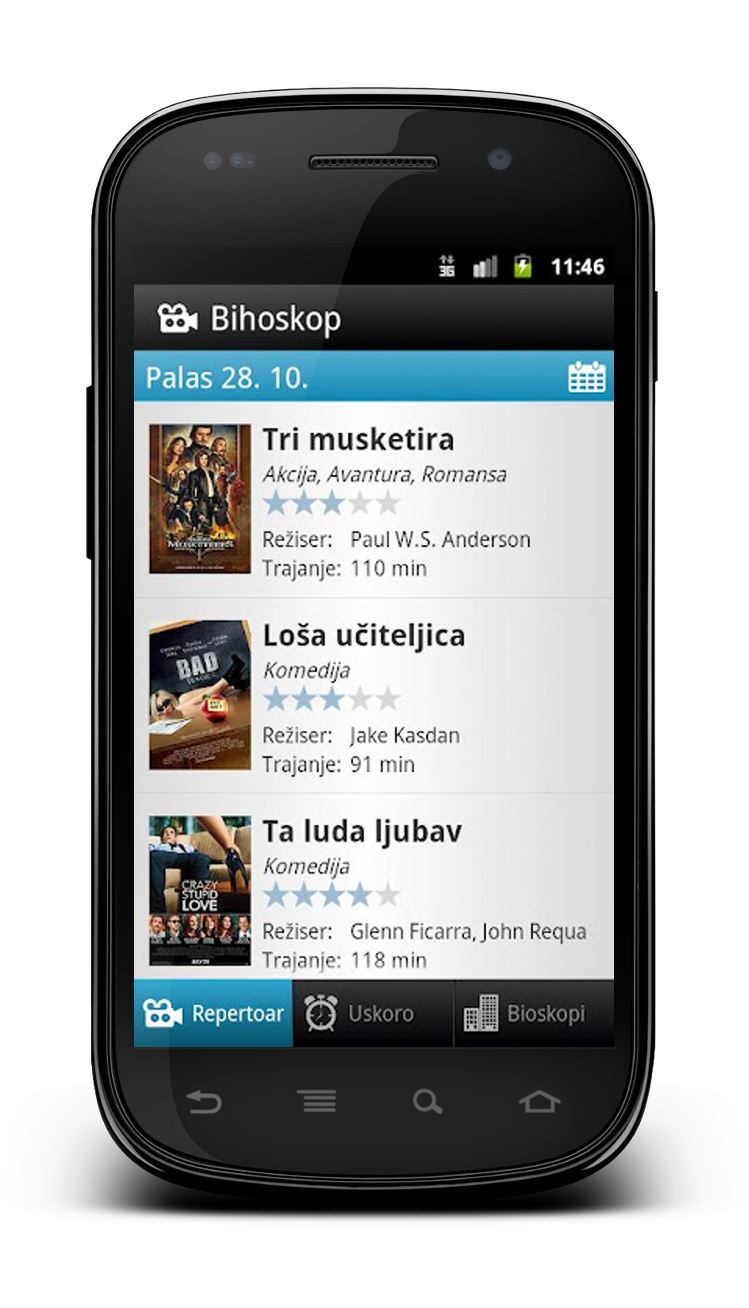 3G 11:46
Bihoskop
Palas 28. 10.
Tri musketira
Akcija, Avantura, Romansa
MUSKETEERS
Režiser: Paul W.S. Anderson
Trajanje: 110 min
Loša učiteljica
BAD
Komedija
Režiser: Jake Kasdan
Trajanje: 91 min
Ta luda ljubav
Komedija
CRAZY
STUPID
LOVE
Režiser: Glenn Ficarra, John Requa
Trajanje: 118 min
Repertoar Uskoro Bioskopi